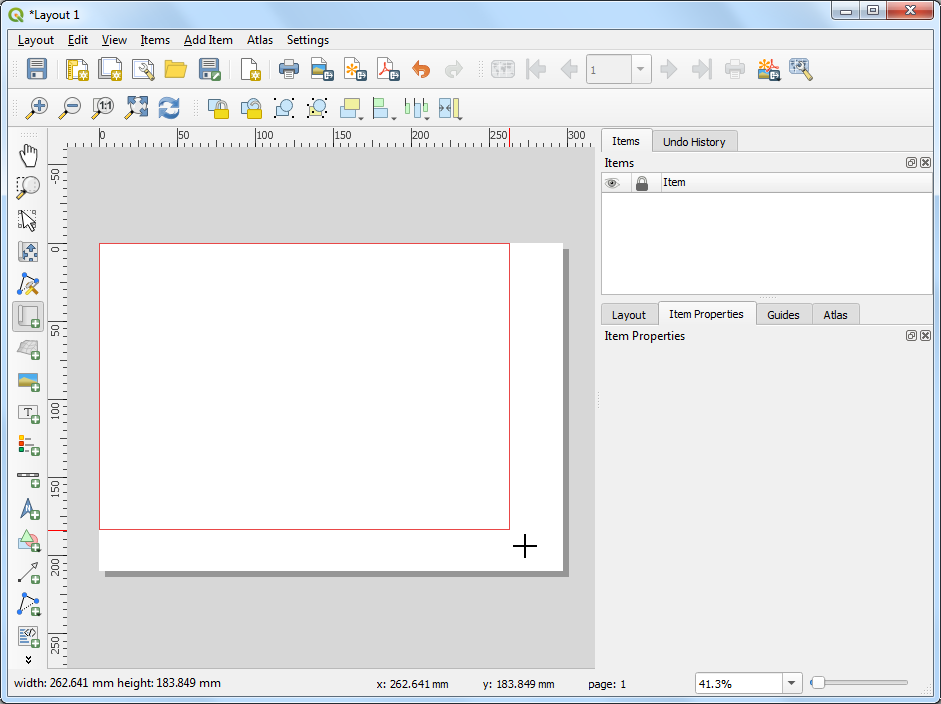 *Layout 1
Layout Edit View Items Add Item Atlas Settings
1
1:1
0 50 100 150 200 250 300
Items Undo History
Items
Item
-50
0
50
100
150
200
250
Layout Item Properties Guides Atlas
Item Properties
T
width: 262.641 mm height: 183.849 mm x: 262.641 mm y: 183.849 mm page: 1 41.3%